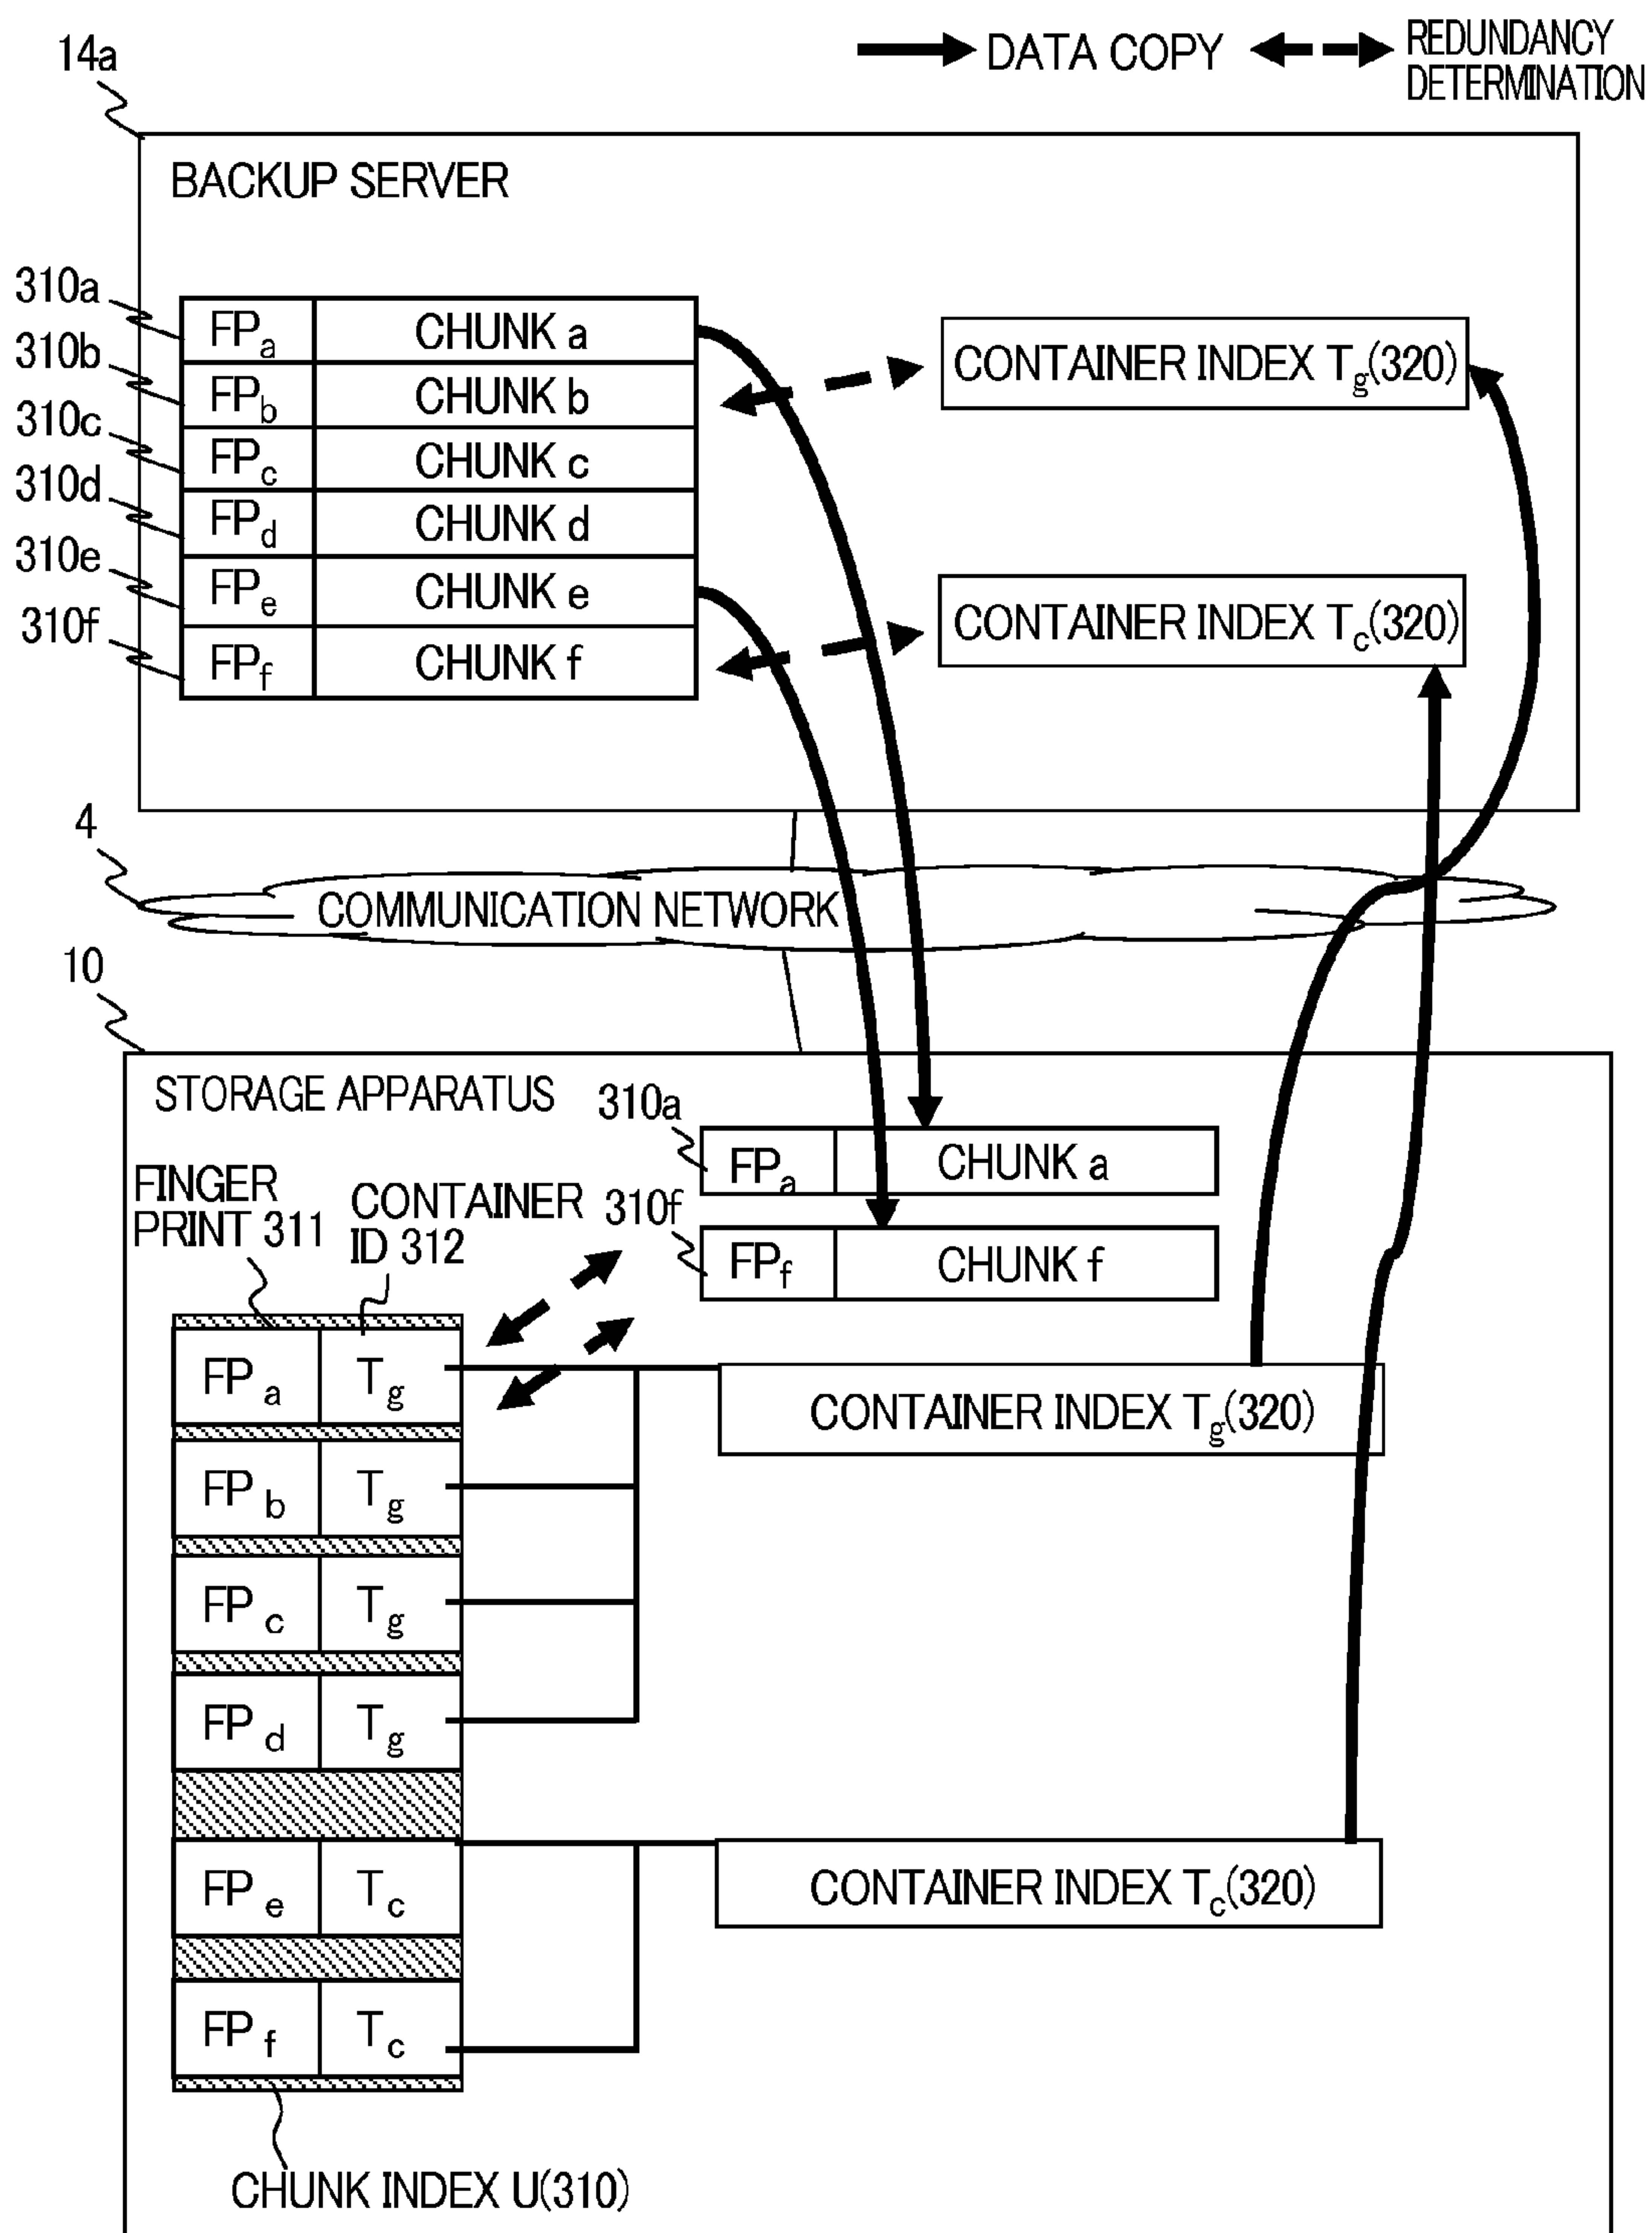 DATA COPY
REDUNDANCY
DETERMINATION
14a
BACKUP SERVER
310a
310b
310c
310d
310e
310f
FPa CHUNK a
FPb CHUNK b
FPc CHUNK c
FPd CHUNK d
FPe CHUNK e
FPf CHUNK f
CONTAINER INDEX Tg(320)
CONTAINER INDEX Tc(320)
4
COMMUNICATION NETWORK
10
STORAGE APPARATUS
310a
FPa CHUNK a
310f
FPf CHUNK f
FINGER
PRINT 311
CONTAINER
ID 312
FP a Tg
FP b Tg
FP c Tg
FP d Tg
FP e Tc
FP f Tc
CONTAINER INDEX Tg(320)
CONTAINER INDEX Tc(320)
CHUNK INDEX U(310)